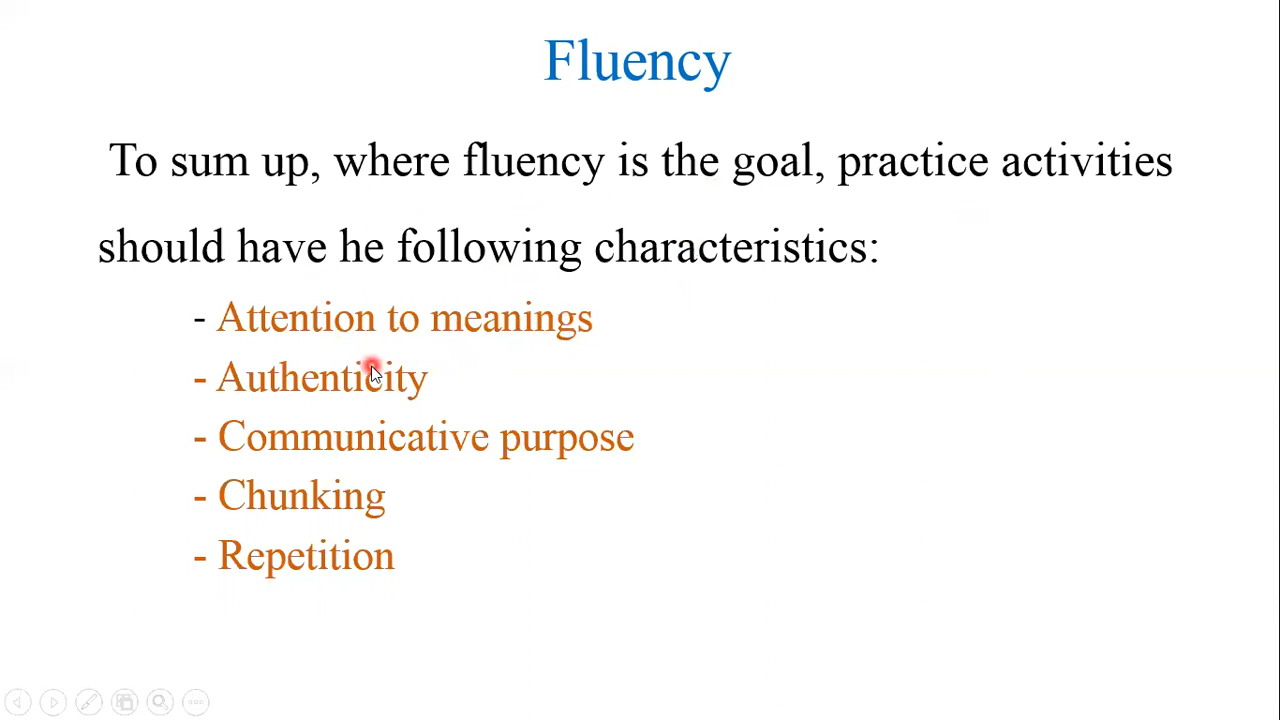 Fluency
To sum up, where fluency is the goal, practice activities
should have he following characteristics:
- Attention to meanings
- Authenticity
- Communicative purpose
- Chunking
- Repetition